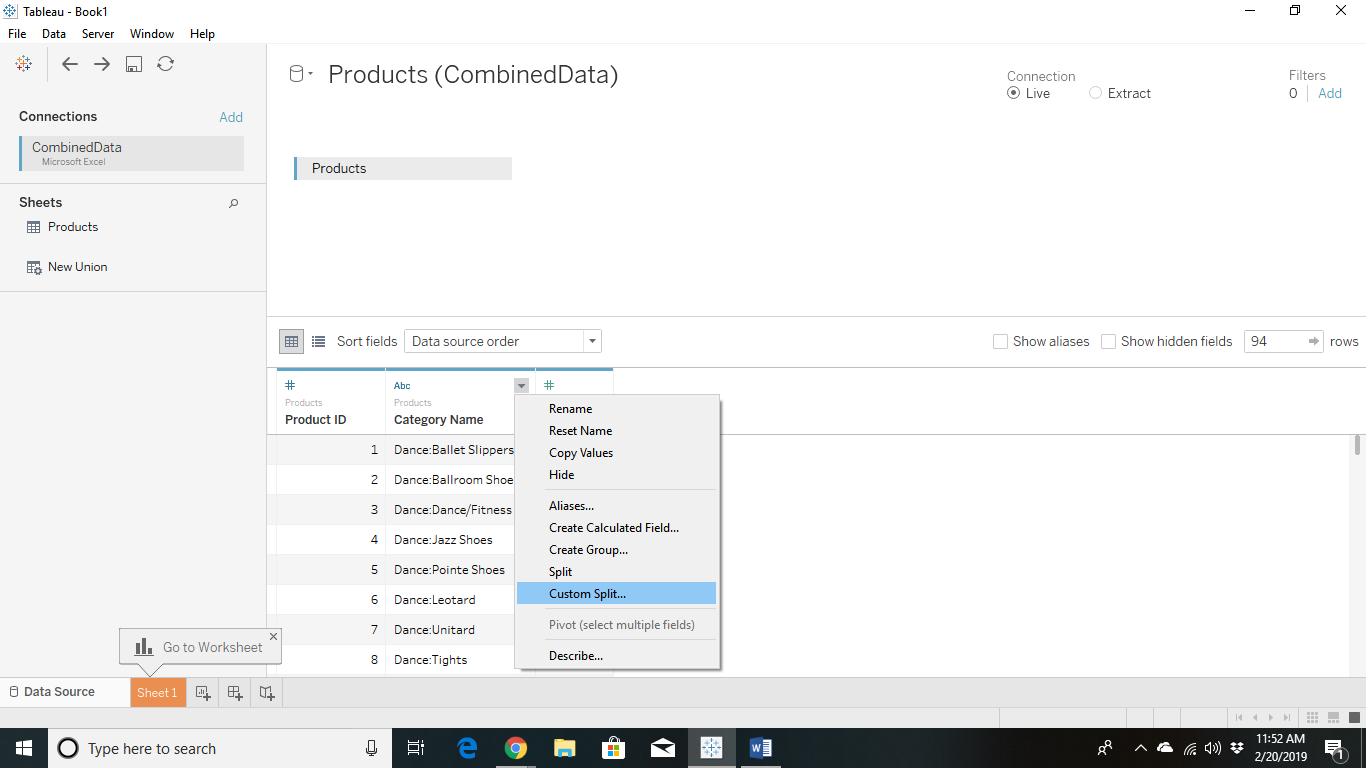 Tableau - Book1
File Data Server Window Help
Connections Add
CombinedData
Microsoft Excel
Sheets
Products
New Union
Products (CombinedData)
Connection
Live Extract
Filters
0 Add
Products
Sort fields Data source order
Show aliases Show hidden fields 94 rows
# Abc #
Products Products
Product ID Category Name
1 Dance:Ballet Slippers
2 Dance:Ballroom Shoe
3 Dance:Dance/Fitness
4 Dance:Jazz Shoes
5 Dance:Pointe Shoes
6 Dance:Leotard
7 Dance:Unitard
8 Dance:Tights
Rename
Reset Name
Copy Values
Hide
Aliases...
Create Calculated Field...
Create Group...
Split
Custom Split...
Pivot (select multiple fields)
Describe...
Go to Worksheet
Data Source Sheet 1
Type here to search
11:52 AM
2/20/2019
1